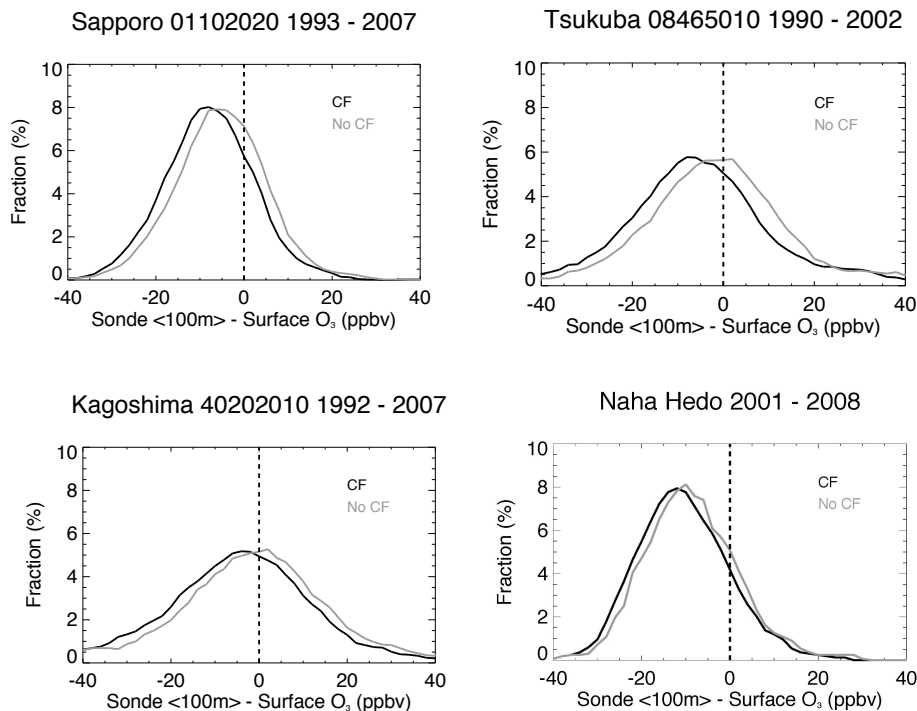 Sapporo 01102020 1993 - 2007
10
8
6
4
2
0
Fraction (%)
CF
No CF
-40 -20 0 20 40
Sonde <100m> - Surface O₃ (ppbv)
Tsukuba 08465010 1990 - 2002
10
8
6
4
2
0
Fraction (%)
CF
No CF
-40 -20 0 20 40
Sonde <100m> - Surface O₃ (ppbv)
Kagoshima 40202010 1992 - 2007
10
8
6
4
2
0
Fraction (%)
CF
No CF
-40 -20 0 20 40
Sonde <100m> - Surface O₃ (ppbv)
Naha Hedo 2001 - 2008
10
8
6
4
2
0
Fraction (%)
CF
No CF
-40 -20 0 20 40
Sonde <100m> - Surface O₃ (ppbv)